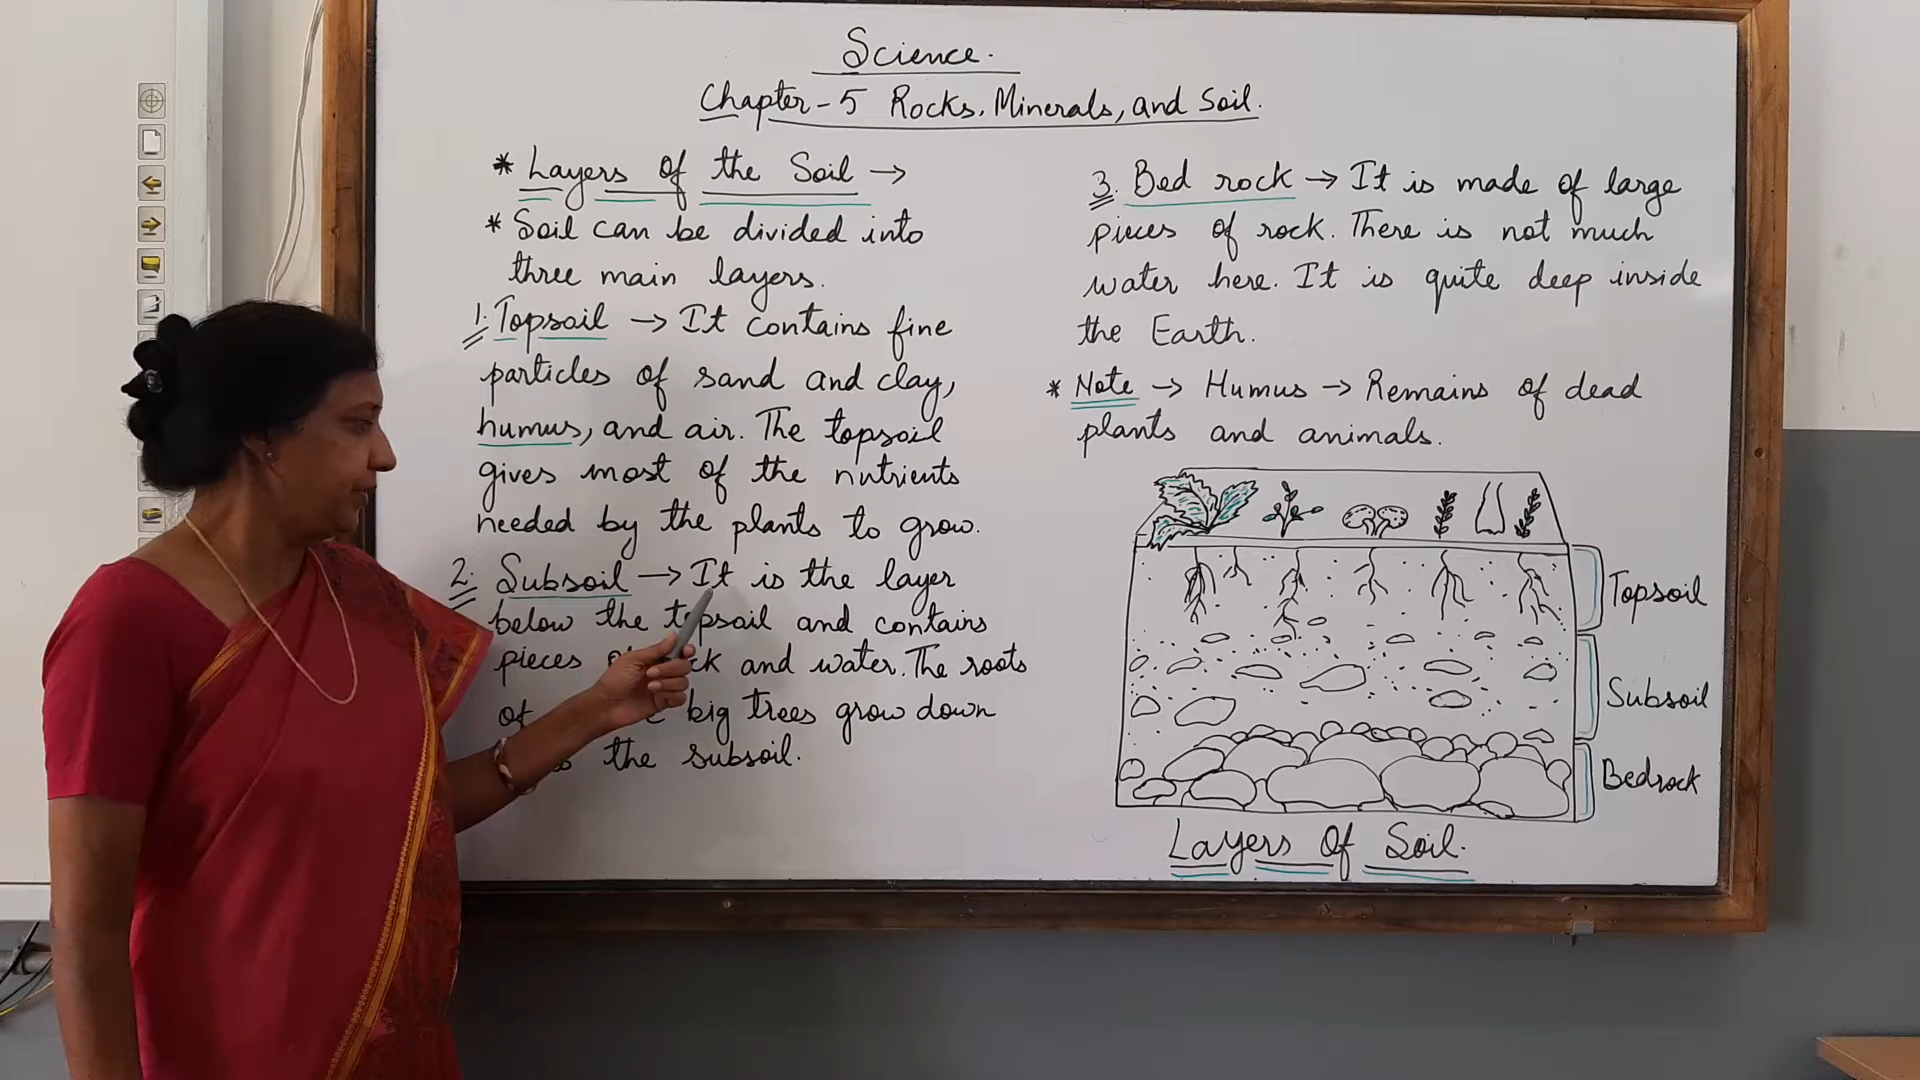 Science.
Chapter-5 Rocks, Minerals, and Soil.
* Layers of the Soil →
* Soil can be divided into
three main layers.
1. Topsoil → It contains fine
particles of sand and clay,
humus, and air. The topsoil
gives most of the nutrients
needed by the plants to grow.
2. Subsoil → It is the layer
below the topsoil and contains
pieces and water. The roots
of big trees grow down
the subsoil.
3. Bed rock → It is made of large
pieces of rock. There is not much
water here. It is quite deep inside
the Earth.
* Note → Humus → Remains of dead
plants and animals.
Topsoil
Subsoil
Bedrock
Layers Of Soil.